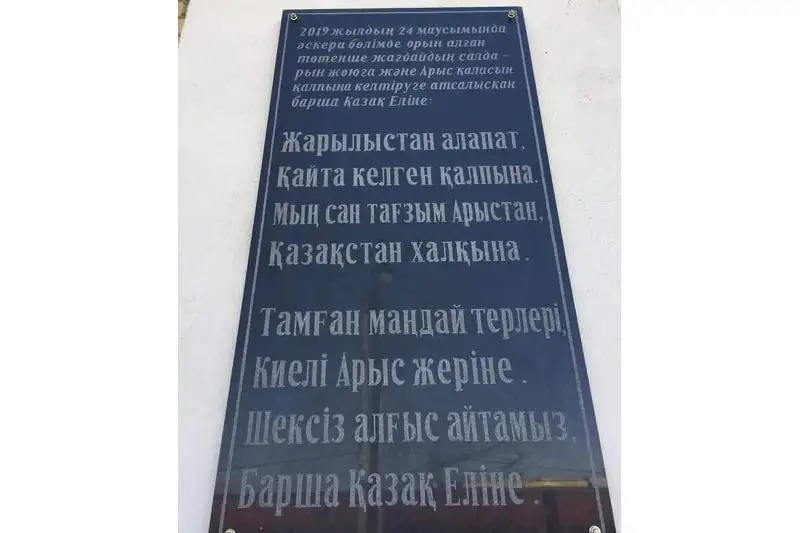 2019 жылдың 24 маусымында
әскери бөлімде орын алған
төтенше жағдайдың салда-
рын жоюға және Арыс қаласын
қалпына келтіруге атсалысқан
барша Қазақ Еліне:
Жарылыстан алапат,
Қайта келген қалпына.
Мың сан тағзым Арыстан,
Қазақстан халқына.
Тамған маңдай терлері,
Киелі Арыс жеріне.
Шексіз алғыс айтамыз,
Барша Қазақ Еліне.